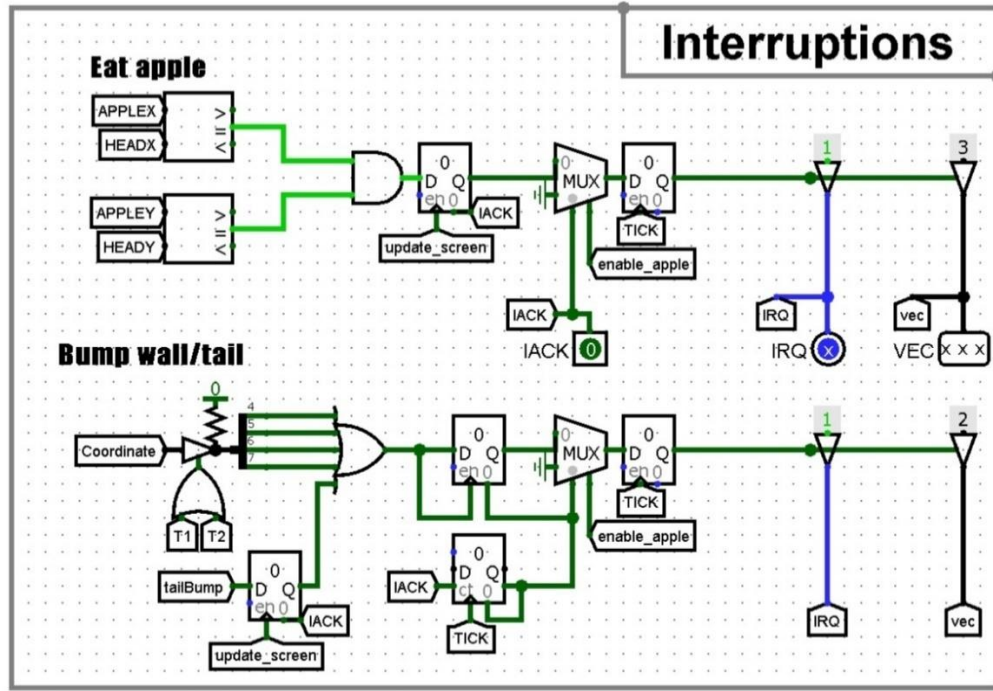 Interruptions
Eat apple
APPLEX
HEADX
>
=
<
APPLEY
HEADY
>
=
<
0
D Q
en 0
IACK
update_screen
0
MUX
0
D Q
en
TICK
enable_apple
IACK
IACK 0
1
3
IRQ
vec
IRQ x
VEC x x x
Bump wall/tail
Coordinate
0
4
5
6
7
T1
T2
tailBump
0
D Q
en 0
IACK
update_screen
0
D Q
en 0
0
MUX
0
D Q
en
TICK
enable_apple
IACK
0
D Q
ct 0
TICK
1
2
IRQ
vec